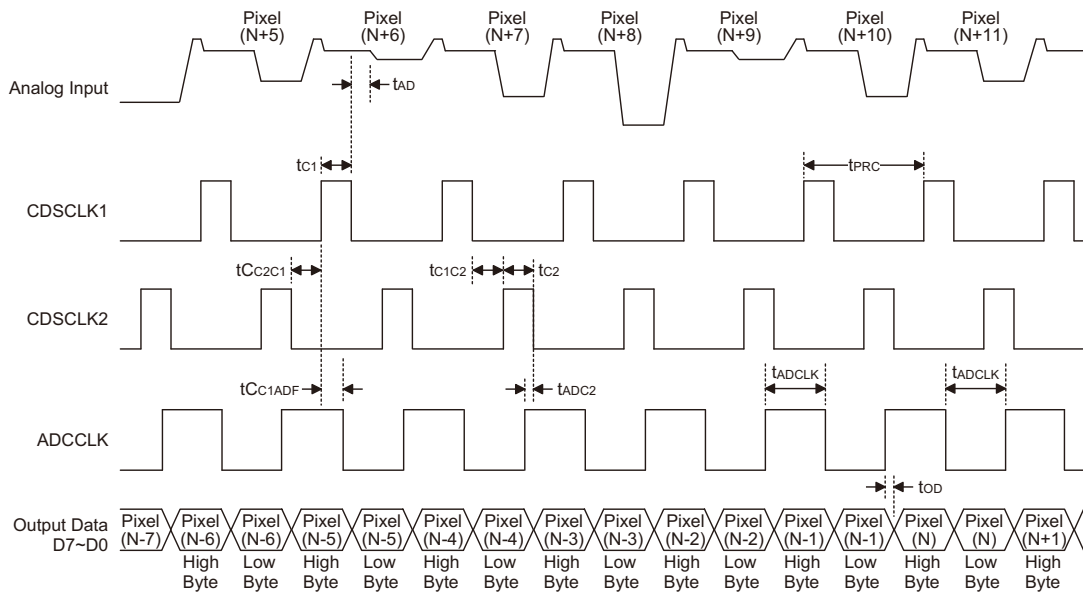 Pixel (N+5) Pixel (N+6) Pixel (N+7) Pixel (N+8) Pixel (N+9) Pixel (N+10) Pixel (N+11)
Analog Input
tAD
tC1
tPRC
CDSCLK1
tCC2C1
tC1C2
tC2
CDSCLK2
tCC1ADF
tADC2
tADCLK
tADCLK
ADCCLK
tOD
Output Data
D7~D0
Pixel (N-7) Pixel (N-6) Pixel (N-6) Pixel (N-5) Pixel (N-5) Pixel (N-4) Pixel (N-4) Pixel (N-3) Pixel (N-3) Pixel (N-2) Pixel (N-2) Pixel (N-1) Pixel (N-1) Pixel (N) Pixel (N) Pixel (N+1)
High Byte Low Byte High Byte Low Byte High Byte Low Byte High Byte Low Byte High Byte Low Byte High Byte Low Byte High Byte Low Byte High Byte